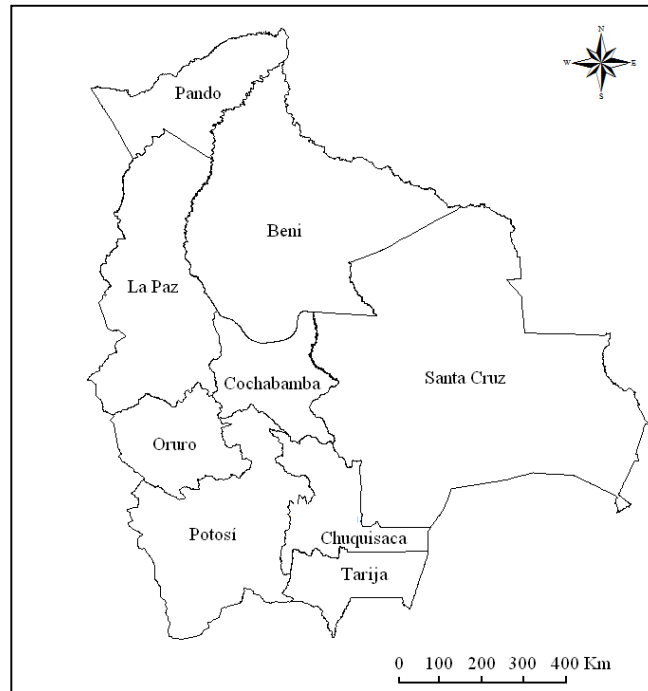 N
W E
S
Pando
Beni
La Paz
Cochabamba
Santa Cruz
Oruro
Potosí
Chuquisaca
Tarija
0 100 200 300 400 Km